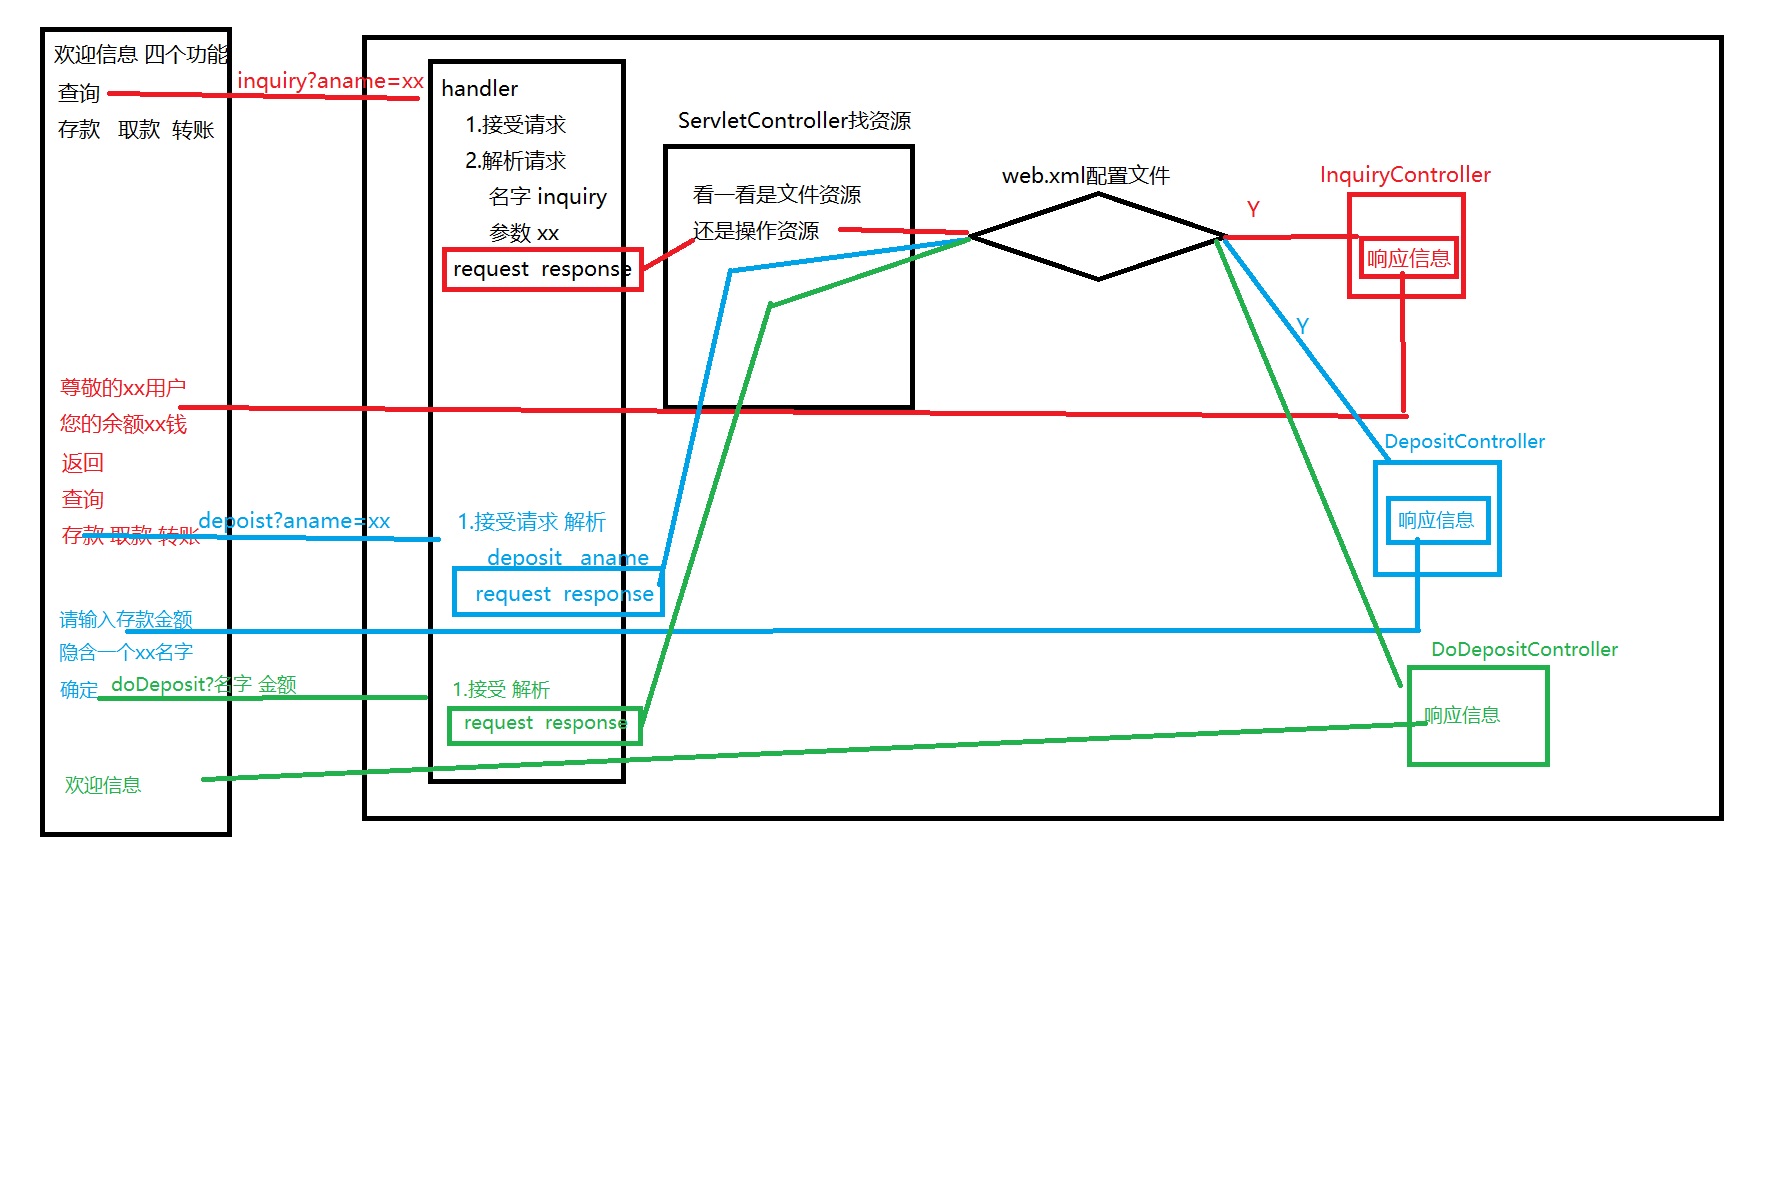 欢迎信息 四个功能
查询
存款 取款 转账
inquiry?aname=xx
handler
1.接受请求
2.解析请求
名字 inquiry
参数 xx
request response
ServletController找资源
看一看是文件资源
还是操作资源
web.xml配置文件
Y
InquiryController
响应信息
尊敬的xx用户
您的余额xx钱
返回
查询
存款 取款 转账
depoist?aname=xx
1.接受请求 解析
deposit aname
request response
Y
DepositController
响应信息
请输入存款金额
隐含一个xx名字
确定
doDeposit?名字 金额
1.接受 解析
request response
DoDepositController
响应信息
欢迎信息